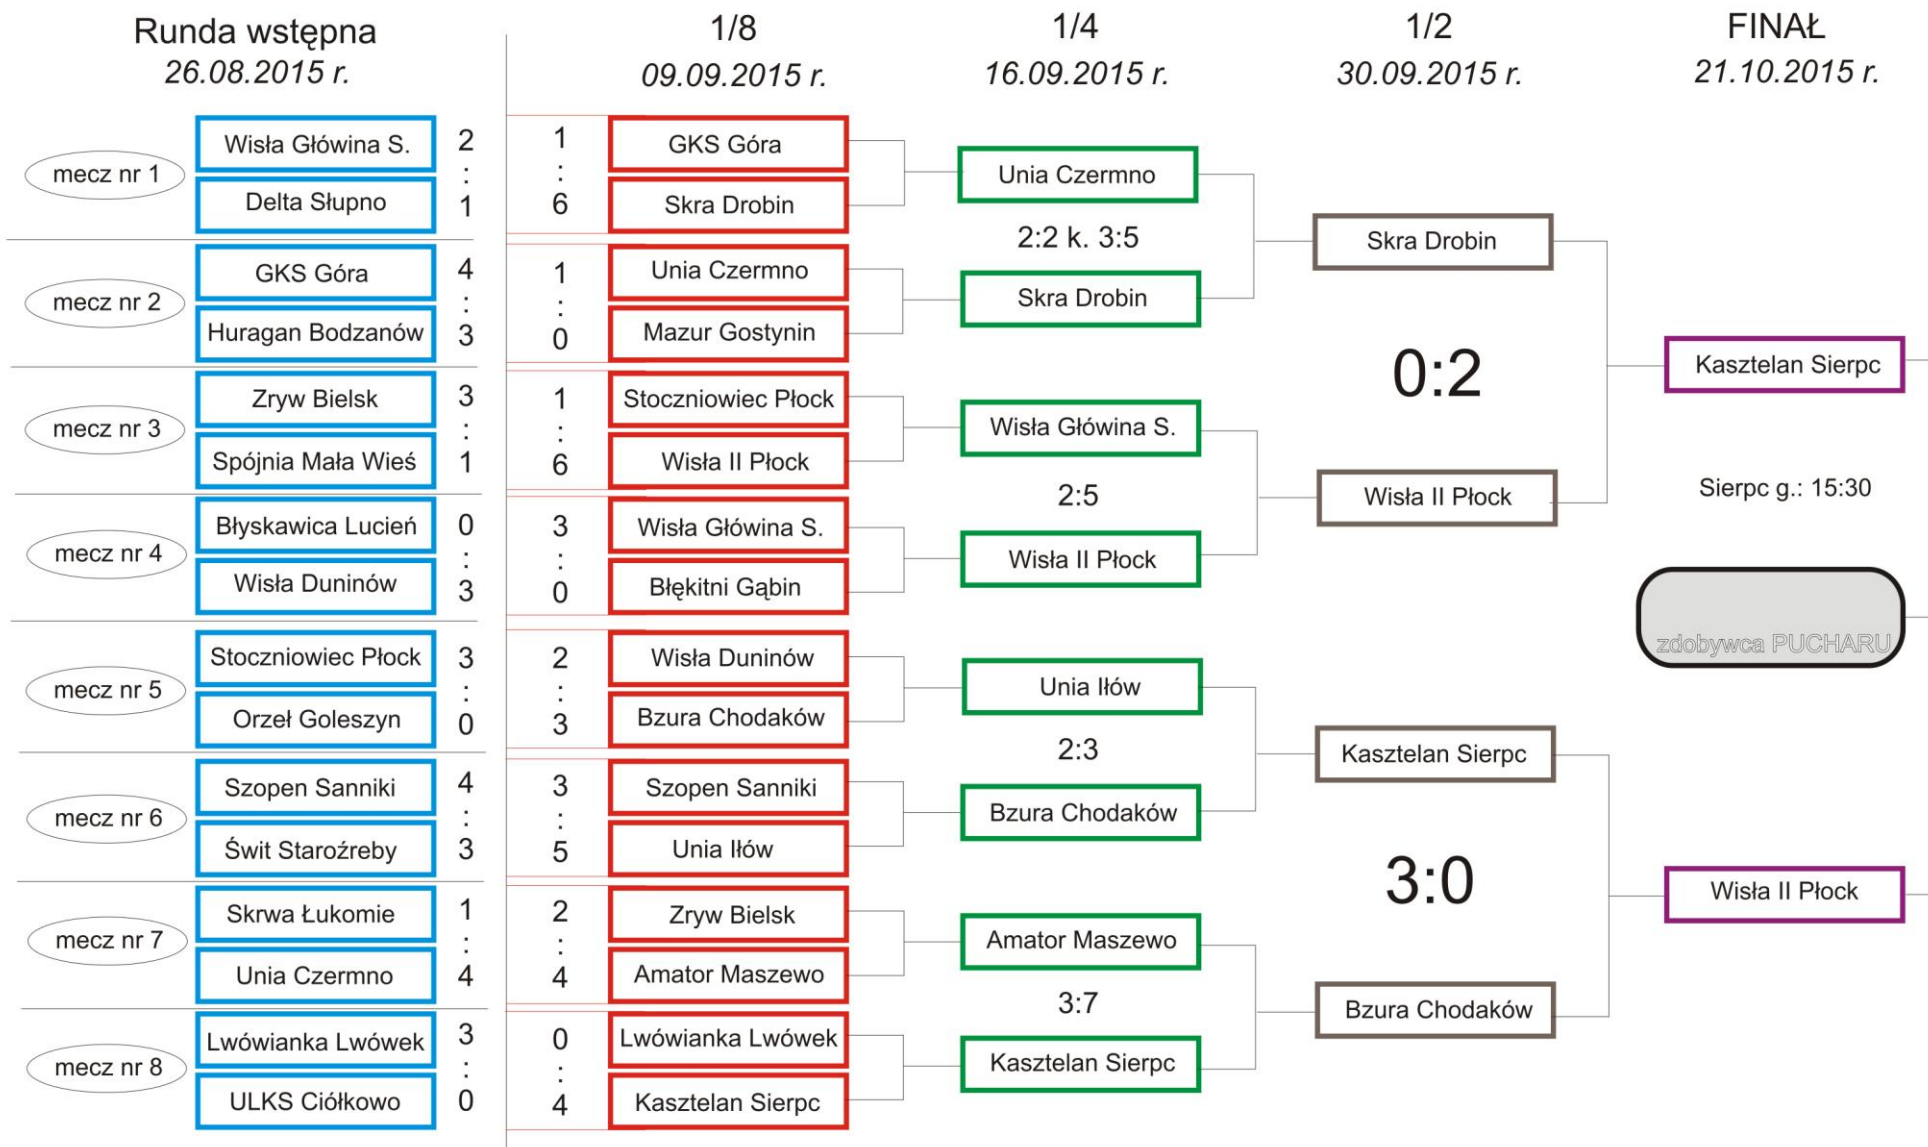 Runda wstępna
26.08.2015 r.
mecz nr 1
Wisła Główina S.
2
:
Delta Słupno
1
mecz nr 2
GKS Góra
4
:
Huragan Bodzanów
3
mecz nr 3
Zryw Bielsk
3
:
Spójnia Mała Wieś
1
mecz nr 4
Błyskawica Lucień
0
:
Wisła Duninów
3
mecz nr 5
Stoczniowiec Płock
3
:
Orzeł Goleszyn
0
mecz nr 6
Szopen Sanniki
4
:
Świt Staroźreby
3
mecz nr 7
Skrwa Łukomie
1
:
Unia Czermno
4
mecz nr 8
Lwówianka Lwówek
3
:
ULKS Ciółkowo
0
1/8
09.09.2015 r.
1
:
6
GKS Góra
Skra Drobin
1
:
0
Unia Czermno
Mazur Gostynin
1
:
6
Stoczniowiec Płock
Wisła II Płock
3
:
0
Wisła Główina S.
Błękitni Gąbin
2
:
3
Wisła Duninów
Bzura Chodaków
3
:
5
Szopen Sanniki
Unia Iłów
2
:
4
Zryw Bielsk
Amator Maszewo
0
:
4
Lwówianka Lwówek
Kasztelan Sierpc
1/4
16.09.2015 r.
Unia Czermno
2:2 k. 3:5
Skra Drobin
Wisła Główina S.
2:5
Wisła II Płock
Unia Iłów
2:3
Bzura Chodaków
Amator Maszewo
3:7
Kasztelan Sierpc
1/2
30.09.2015 r.
Skra Drobin
0:2
Wisła II Płock
Kasztelan Sierpc
3:0
Bzura Chodaków
FINAŁ
21.10.2015 r.
Kasztelan Sierpc
Sierpc g.: 15:30
zdobywca PUCHARU
Wisła II Płock